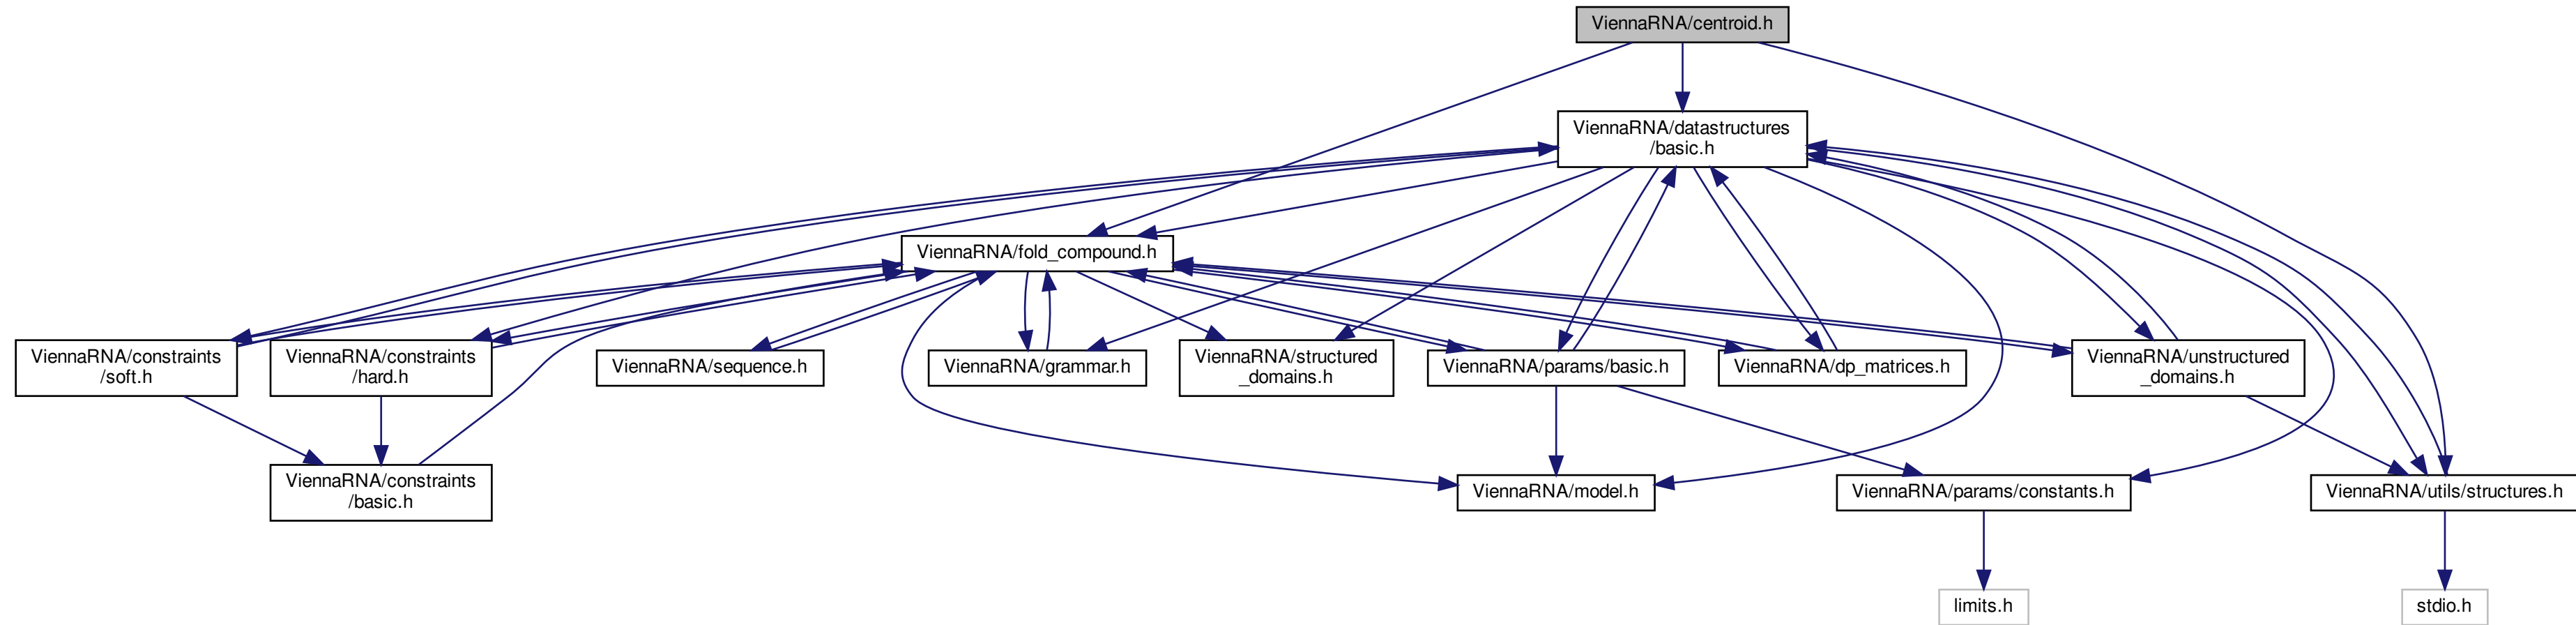 ViennaRNA/centroid.h
ViennaRNA/datastructures
/basic.h
ViennaRNA/fold_compound.h
ViennaRNA/constraints
/soft.h
ViennaRNA/constraints
/hard.h
ViennaRNA/sequence.h
ViennaRNA/grammar.h
ViennaRNA/structured
_domains.h
ViennaRNA/params/basic.h
ViennaRNA/dp_matrices.h
ViennaRNA/unstructured
_domains.h
ViennaRNA/constraints
/basic.h
ViennaRNA/model.h
ViennaRNA/params/constants.h
ViennaRNA/utils/structures.h
limits.h
stdio.h